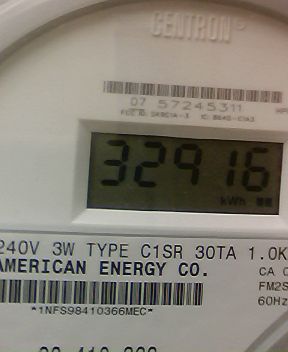 CENTRON®
07 57245311
32916
kWh
240V 3W TYPE C1SR 30TA 1.0K
AMERICAN ENERGY CO.
CA
FM2S
60Hz
*1NFS98410366MEC*